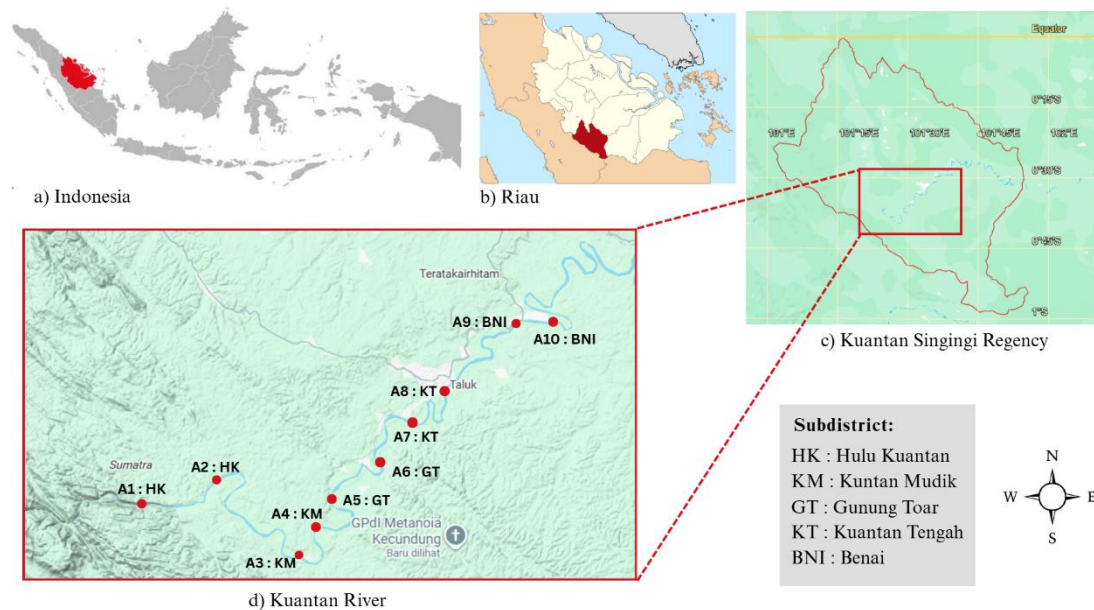 a) Indonesia
b) Riau
Equator
0°15'S
101°E
101°15'E
101°30'E
101°45'E
102°E
0°30'S
0°45'S
1°S
c) Kuantan Singingi Regency
Teratakairhitam
A9 : BNI
A10 : BNI
A8 : KT
Taluk
A7 : KT
A6 : GT
Sumatra
A2 : HK
A1 : HK
A5 : GT
A4 : KM
GPdI Metanoia
Kecundung
Baru dilihat
A3 : KM
d) Kuantan River
Subdistrict:
HK : Hulu Kuantan
KM : Kuntan Mudik
GT : Gunung Toar
KT : Kuantan Tengah
BNI : Benai
N
W
E
S